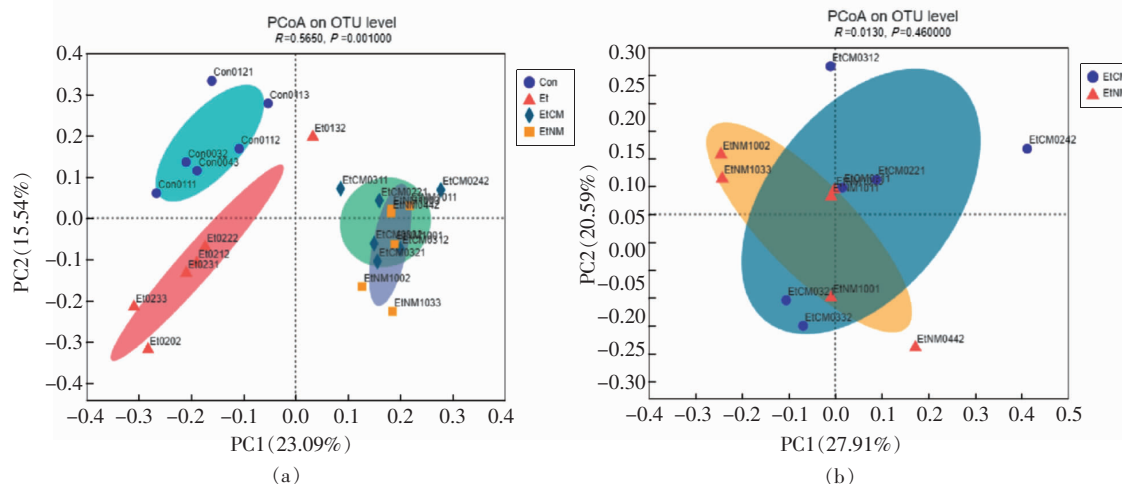 PCoA on OTU level
R=0.5650, P=0.001000
0.4
0.3
0.2
0.1
0.0
−0.1
−0.2
−0.3
−0.4
PC2(15.54%)
Con0121
Con0113
Con0112
Con0032
Con0043
Con0111
Et0132
Et0222
Et0212
Et0231
Et0233
Et0202
EtCM0311
EtCM0242
EtCM0221
EtCM0312
EtCM0321
EtNM1002
EtNM1033
−0.4 −0.3 −0.2 −0.1 0.0 0.1 0.2 0.3 0.4
PC1(23.09%)
Con
Et
EtCM
EtNM
(a)
PCoA on OTU level
R=0.0130, P=0.460000
0.30
−0.20
0.15
0.10
0.05
0.00
−0.05
−0.20
−0.15
−0.20
−0.30
PC2(20.59%)
EtCM0312
EtCM0242
EtNM1002
EtNM1033
EtCM0221
EtNM1011
EtCM0321
EtCM0332
EtNM1001
EtNM0442
−0.4 −0.3 −0.2 −0.1 0.0 0.1 0.2 0.3 0.4 0.5
PC1(27.91%)
(b)